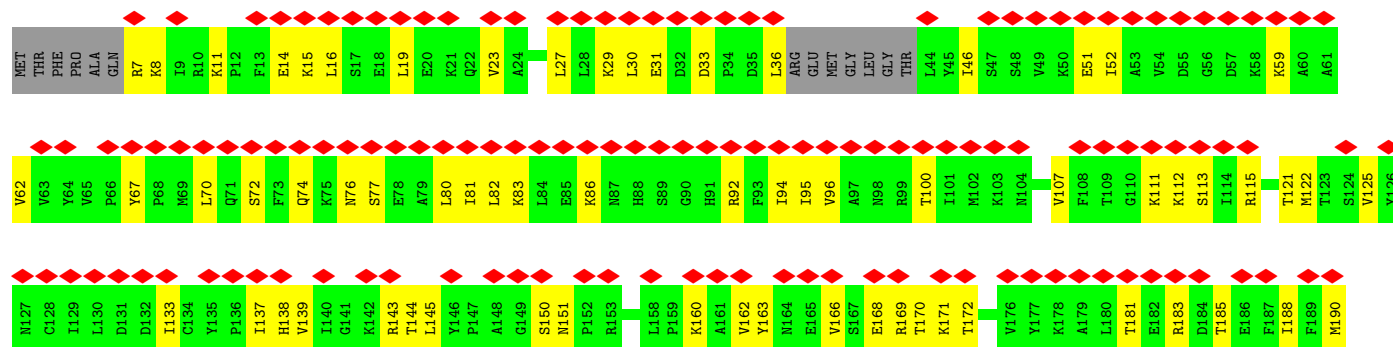 MET THR PHE PRO ALA GLN R7 K8 I9 R10 K11 P12 F13 E14 K15 L16 S17 E18 L19 E20 K21 Q22 V23 A24 L27 L28 K29 L30 E31 D32 D33 P34 D35 L36 ARG GLU MET GLY LEU GLY THR L44 Y45 I46 S47 S48 V49 K50 E51 I52 A53 V54 D55 G56 D57 K58 K59 A60 A61
V62 V63 Y64 V65 P66 Y67 P68 M69 L70 Q71 S72 F73 Q74 K75 N76 S77 E78 A79 L80 I81 L82 K83 L84 E85 K86 N87 H88 S89 G90 H91 R92 F93 I94 I95 V96 A97 N98 R99 T100 I101 M102 K103 N104 V107 F108 T109 G110 K111 K112 S113 I114 R115 T121 M122 T123 S124 V125 Y126
N127 C128 I129 L130 D131 D132 I133 C134 Y135 P136 I137 H138 V139 I140 G141 K142 R143 T144 L145 Y146 P147 A148 G149 S150 N151 P152 R153 L158 P159 K160 A161 V162 Y163 N164 E165 V166 S167 E168 R169 T170 K171 T172 V176 Y177 K178 A179 L180 T181 E182 R183 D184 T185 E186 F187 I188 F189 M190